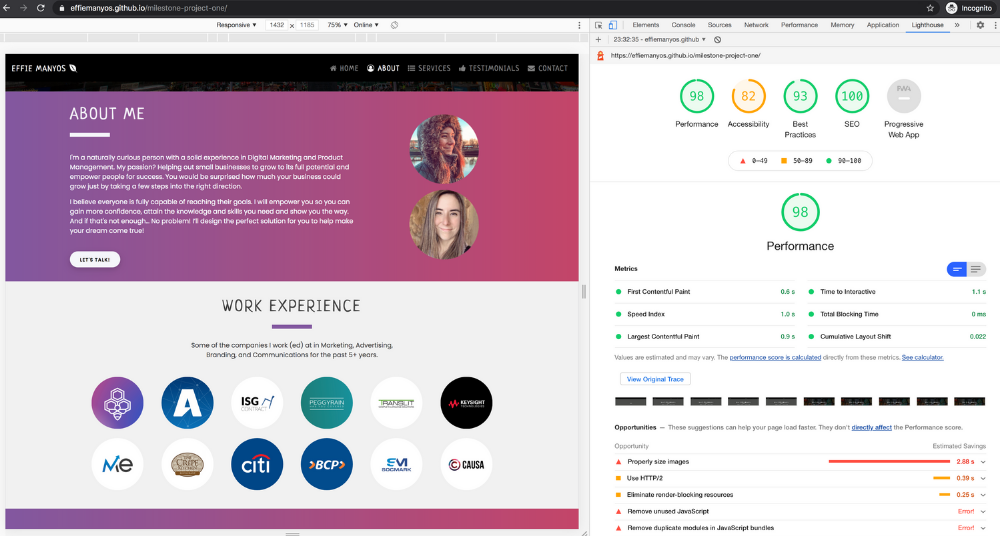 effiemanyos.github.io/milestone-project-one/
Incognito
Responsive ▾ 1432 × 1185 75% ▾ Online ▾
Elements Console Sources Network Performance Memory Application Lighthouse »
23:32:35 - effiemanyos.github
https://effiemanyos.github.io/milestone-project-one/
EFFIE MANYOS
HOME ABOUT SERVICES TESTIMONIALS CONTACT
ABOUT ME
I'm a naturally curious person with a solid experience in Digital Marketing and Product
Management. My passion? Helping out small businesses to grow to its full potential and
empower people for success. You would be surprised how much your business could
grow just by taking a few steps into the right direction.
I believe everyone is fully capable of reaching their goals. I will empower you so you can
gain more confidence, attain the knowledge and skills you need and show you the way.
And if that's not enough... No problem! I'll design the perfect solution for you to help make
your dream come true!
LET'S TALK!
WORK EXPERIENCE
Some of the companies I work (ed) at in Marketing, Advertising,
Branding, and Communications for the past 5+ years.
ISG
CONTRACT
PEGGYRAIN
TRANSLIT
KEYSIGHT
TECHNOLOGIES
Me
CRÊPE
citi
BCP
SOCMARK
CAUSA
98 82 93 100
Performance Accessibility Best Practices SEO Progressive Web App
0–49 50–89 90–100
98
Performance
Metrics
First Contentful Paint 0.6 s Time to Interactive 1.1 s
Speed Index 1.0 s Total Blocking Time 0 ms
Largest Contentful Paint 0.9 s Cumulative Layout Shift 0.022
Values are estimated and may vary. The performance score is calculated directly from these metrics. See calculator.
View Original Trace
Opportunities — These suggestions can help your page load faster. They don't directly affect the Performance score.
Opportunity Estimated Savings
Properly size images 2.88 s
Use HTTP/2 0.39 s
Eliminate render-blocking resources 0.25 s
Remove unused JavaScript Error!
Remove duplicate modules in JavaScript bundles Error!